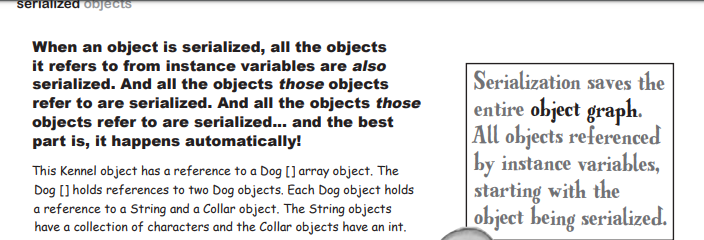 serialized objects
When an object is serialized, all the objects
it refers to from instance variables are also
serialized. And all the objects those objects
refer to are serialized. And all the objects those
objects refer to are serialized... and the best
part is, it happens automatically!
This Kennel object has a reference to a Dog [] array object. The
Dog [] holds references to two Dog objects. Each Dog object holds
a reference to a String and a Collar object. The String objects
have a collection of characters and the Collar objects have an int.
Serialization saves the
entire object graph.
All objects referenced
by instance variables,
starting with the
object being serialized.